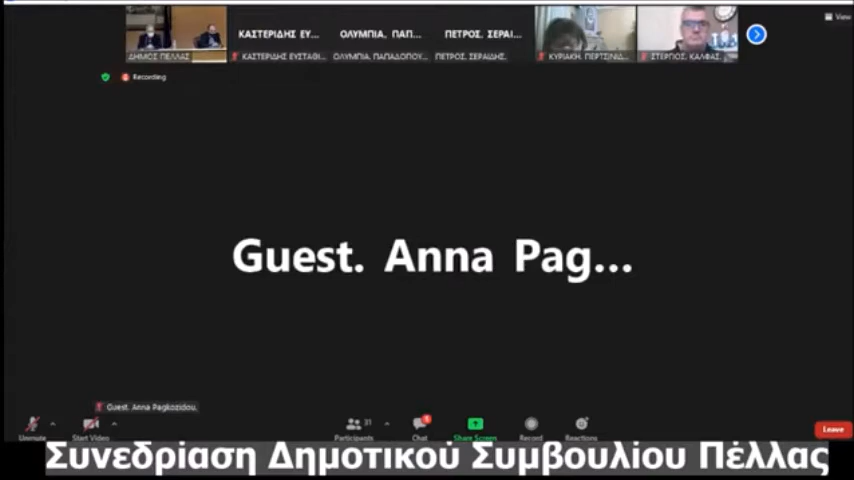 View
ΚΑΣΤΕΡΙΔΗΣ ΕΥ...
ΟΛΥΜΠΙΑ. ΠΑΠ...
ΠΕΤΡΟΣ. ΣΕΡΑΙ...
ΔΗΜΟΣ ΠΕΛΛΑΣ
ΚΑΣΤΕΡΙΔΗΣ ΕΥΣΤΑΘΙ...
ΟΛΥΜΠΙΑ. ΠΑΠΑΔΟΠΟΥ...
ΠΕΤΡΟΣ. ΣΕΡΑΙΔΗΣ.
ΚΥΡΙΑΚΗ. ΠΕΡΤΣΙΝΙΔ...
ΣΤΕΡΓΙΟΣ. ΚΑΛΦΑΣ.
Recording
Guest. Anna Pag...
Guest. Anna Pagkozidou.
31
Unmute
Start Video
Participants
Chat
Share Screen
Record
Reactions
Leave
Συνεδρίαση Δημοτικού Συμβουλίου Πέλλας